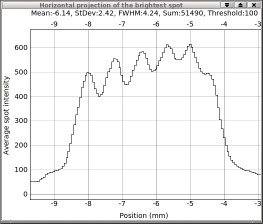 Horizontal projection of the brightest spot
Mean:-6.14, StDev:2.42, FWHM:4.24, Sum:51490, Threshold:100
-9 -8 -7 -6 -5 -4 -3
600
500
400
300
200
100
0
Average spot intensity
-9 -8 -7 -6 -5 -4 -3
Position (mm)